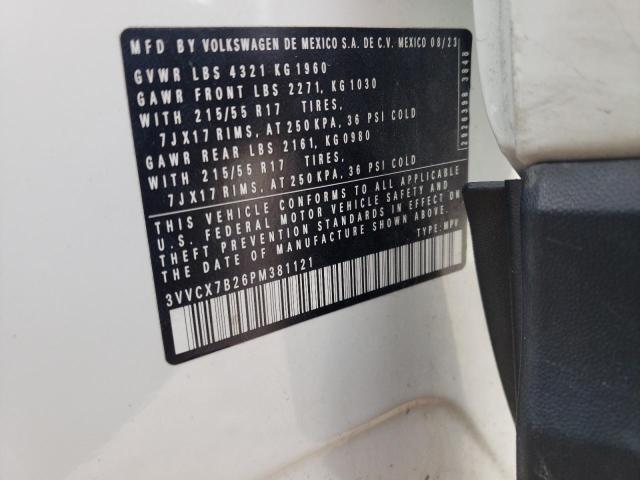 MFD BY VOLKSWAGEN DE MEXICO S.A. DE C.V. MEXICO 08/23
GVWR LBS 4321 KG 1960
GAWR FRONT LBS 2271, KG 1030
WITH 215/55 R17 TIRES,
7JX17 RIMS, AT 250 KPA, 36 PSI COLD
GAWR REAR LBS 2161, KG 0980
WITH 215/55 R17 TIRES,
7JX17 RIMS, AT 250 KPA, 36 PSI COLD
THIS VEHICLE CONFORMS TO ALL APPLICABLE
U.S. FEDERAL MOTOR VEHICLE SAFETY AND
THEFT PREVENTION STANDARDS IN EFFECT ON
THE DATE OF MANUFACTURE SHOWN ABOVE.
TYPE: MPV
3VVCX7B26PM381121